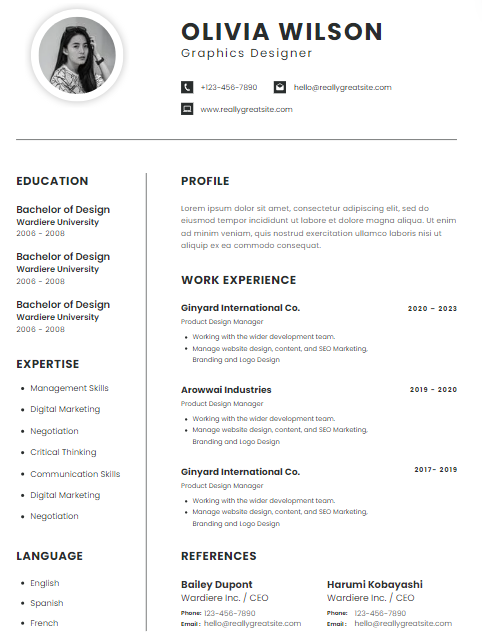 OLIVIA WILSON
Graphics Designer
+123-456-7890
hello@reallygreatsite.com
www.reallygreatsite.com
EDUCATION
Bachelor of Design
Wardiere University
2006 - 2008
Bachelor of Design
Wardiere University
2006 - 2008
Bachelor of Design
Wardiere University
2006 - 2008
EXPERTISE
• Management Skills
• Digital Marketing
• Negotiation
• Critical Thinking
• Communication Skills
• Digital Marketing
• Negotiation
LANGUAGE
• English
• Spanish
• French
PROFILE
Lorem ipsum dolor sit amet, consectetur adipiscing elit, sed do
eiusmod tempor incididunt ut labore et dolore magna aliqua. Ut enim
ad minim veniam, quis nostrud exercitation ullamco laboris nisi ut
aliquip ex ea commodo consequat.
WORK EXPERIENCE
Ginyard International Co.
2020 - 2023
Product Design Manager
• Working with the wider development team.
• Manage website design, content, and SEO Marketing,
Branding and Logo Design
Arowwai Industries
2019 - 2020
Product Design Manager
• Working with the wider development team.
• Manage website design, content, and SEO Marketing,
Branding and Logo Design
Ginyard International Co.
2017- 2019
Product Design Manager
• Working with the wider development team.
• Manage website design, content, and SEO Marketing,
Branding and Logo Design
REFERENCES
Bailey Dupont
Wardiere Inc. / CEO
Phone: 123-456-7890
Email : hello@reallygreatsite.com
Harumi Kobayashi
Wardiere Inc. / CEO
Phone: 123-456-7890
Email : hello@reallygreatsite.com